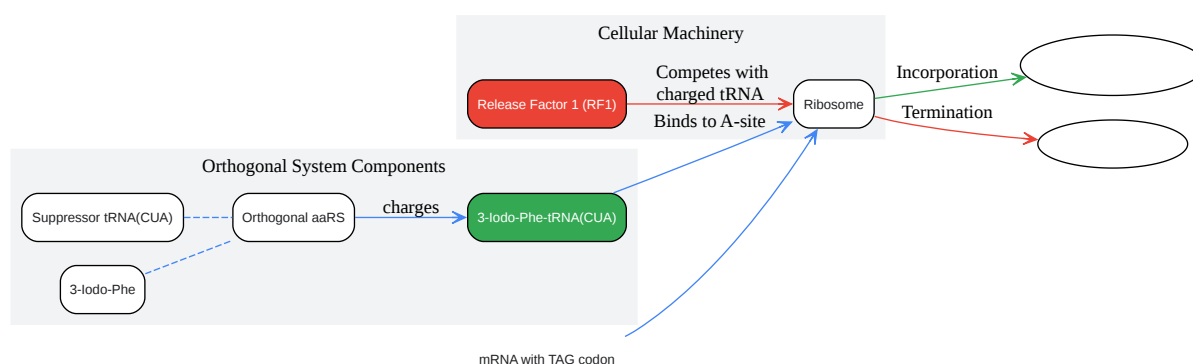 Cellular Machinery
Release Factor 1 (RF1)
Competes with
charged tRNA
Ribosome
Incorporation
Termination
Binds to A-site
Orthogonal System Components
Suppressor tRNA(CUA)
Orthogonal aaRS
charges
3-Iodo-Phe-tRNA(CUA)
3-Iodo-Phe
mRNA with TAG codon